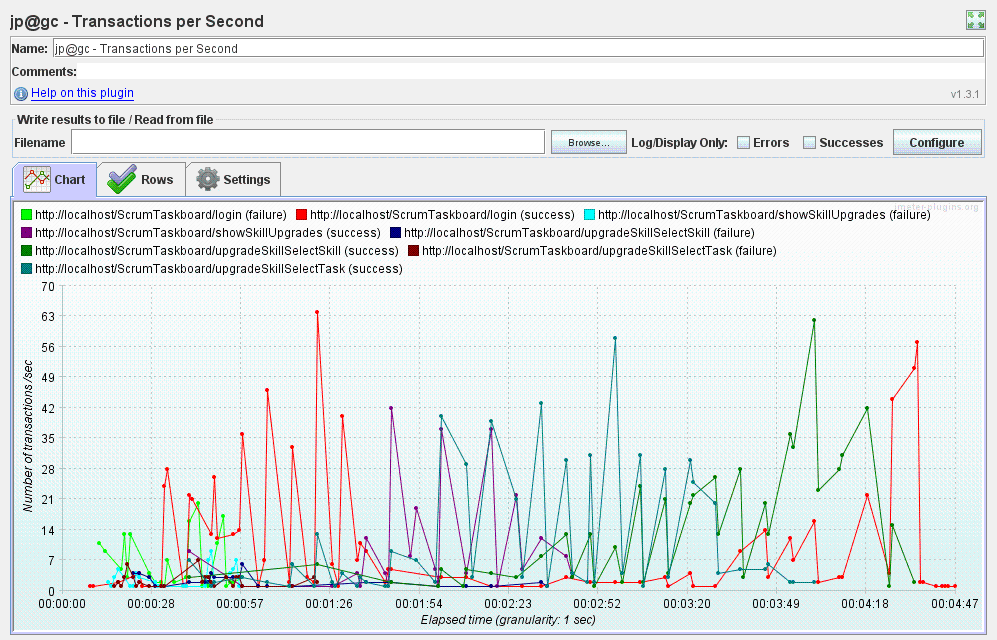 jp@gc - Transactions per Second
Name: jp@gc - Transactions per Second
Comments:
Help on this plugin
v1.3.1
Write results to file / Read from file
Filename Browse... Log/Display Only: Errors Successes Configure
Chart Rows Settings
jmeter-plugins.org
http://localhost/ScrumTaskboard/login (failure) http://localhost/ScrumTaskboard/login (success) http://localhost/ScrumTaskboard/showSkillUpgrades (failure)
http://localhost/ScrumTaskboard/showSkillUpgrades (success) http://localhost/ScrumTaskboard/upgradeSkillSelectSkill (failure)
http://localhost/ScrumTaskboard/upgradeSkillSelectSkill (success) http://localhost/ScrumTaskboard/upgradeSkillSelectTask (failure)
http://localhost/ScrumTaskboard/upgradeSkillSelectTask (success)
70
63
56
49
42
35
28
21
14
7
0
Number of transactions /sec
00:00:00 00:00:28 00:00:57 00:01:26 00:01:54 00:02:23 00:02:52 00:03:20 00:03:49 00:04:18 00:04:47
Elapsed time (granularity: 1 sec)